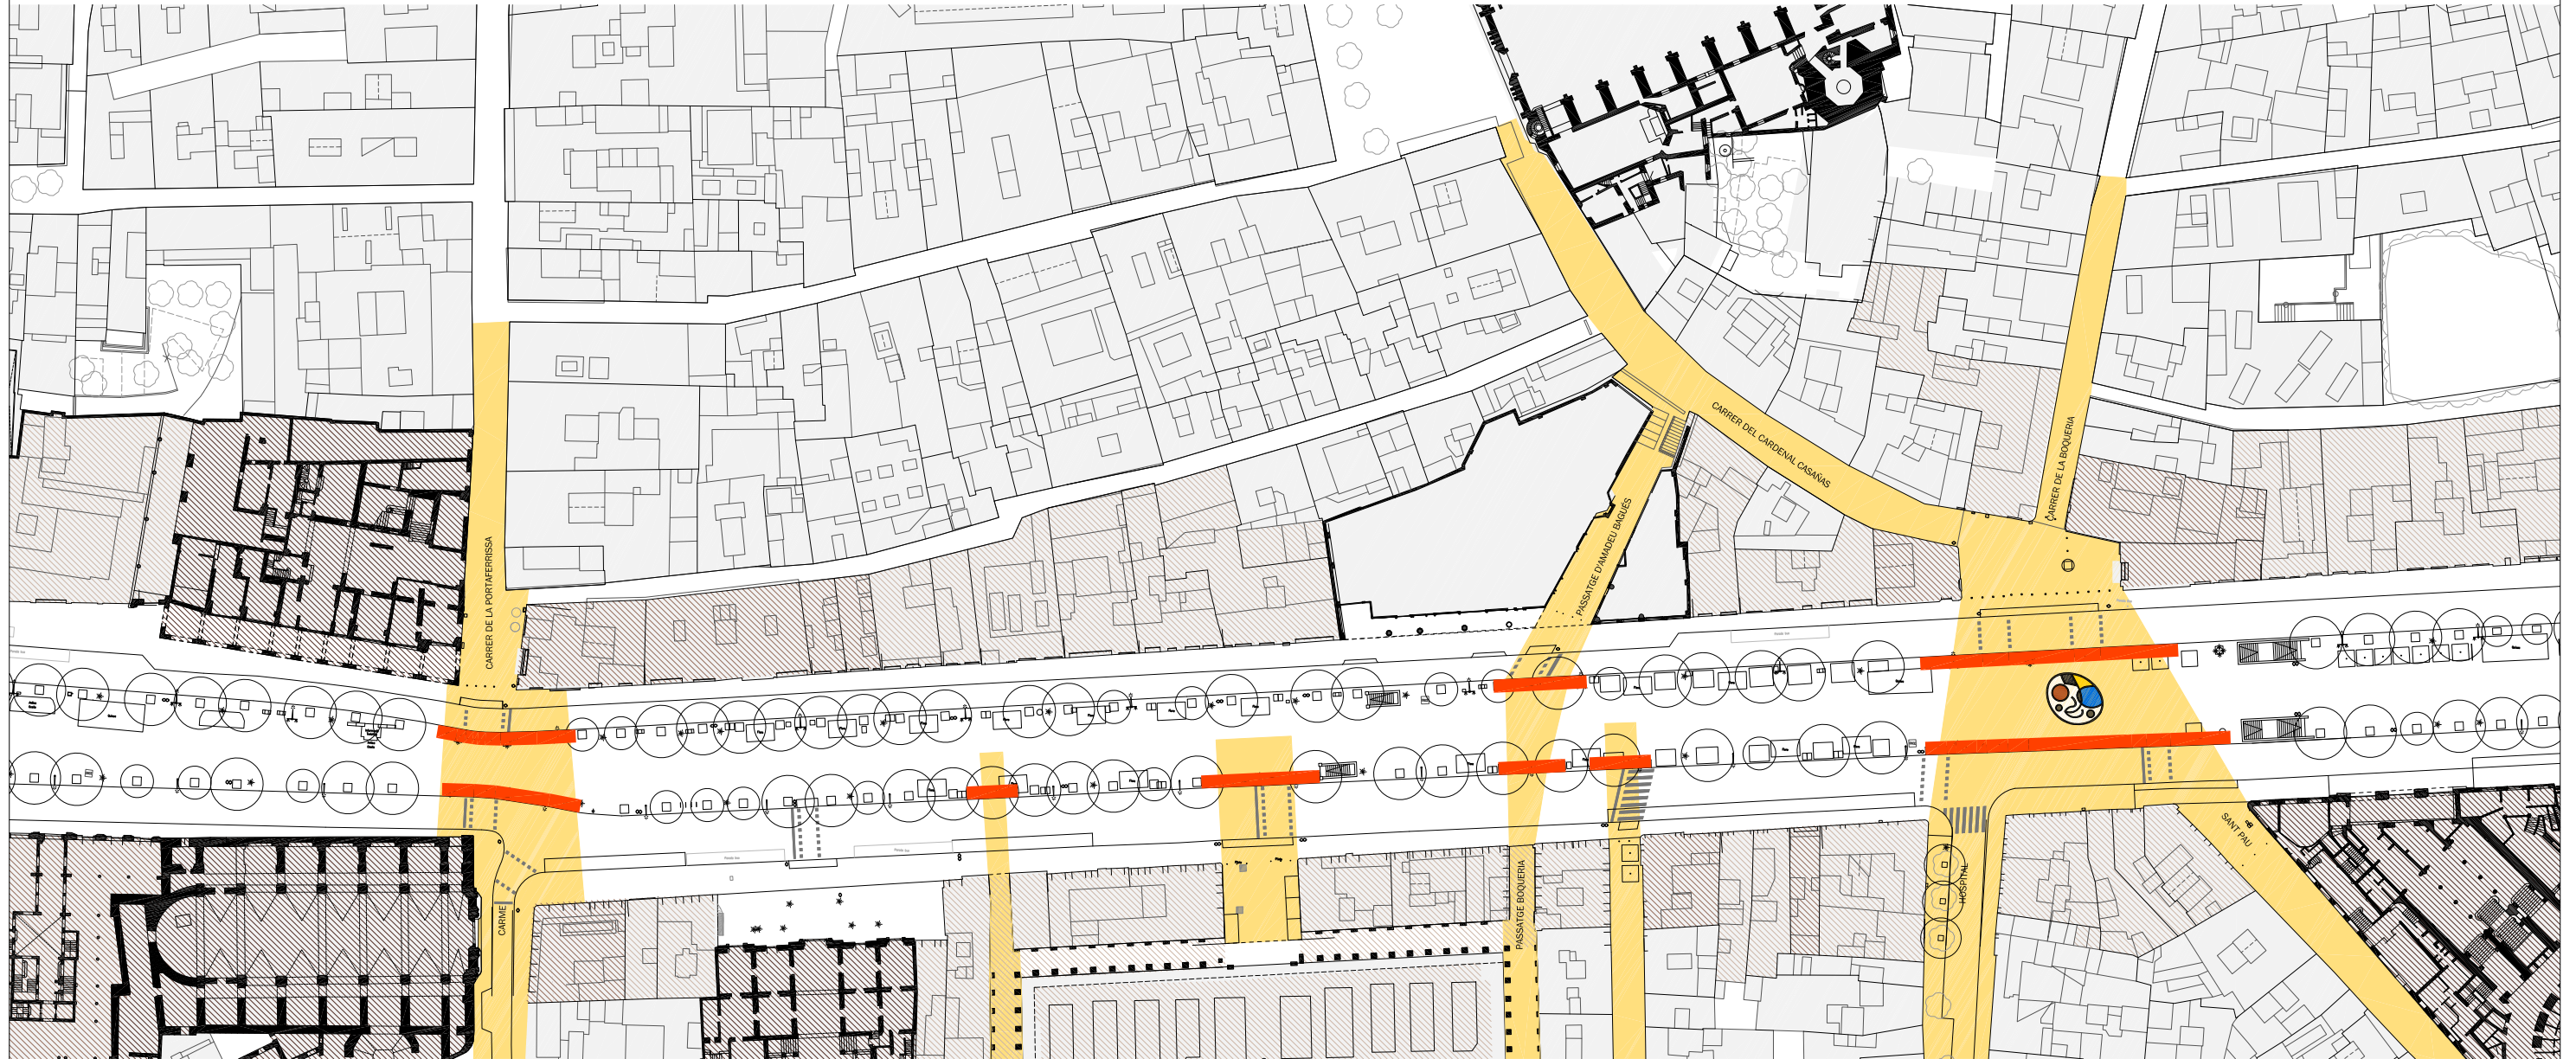 CARRER DEL CARDENAL CASAÑAS
CARRER DE LA BOQUERIA
CARRER DE LA PORTAFERRISSA
PASSATGE D'AMADEU BAGUÉS
SANT PAU
HOSPITAL
PASSATGE BOQUERIA
CARME